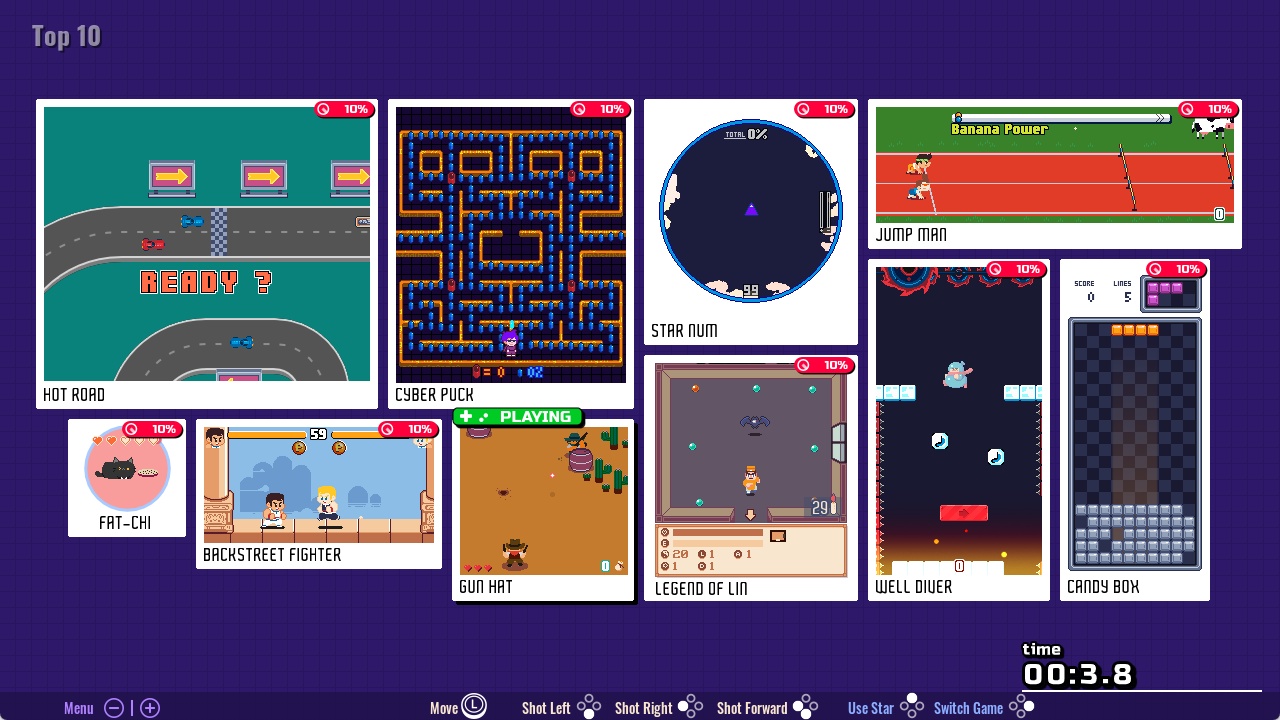 Top 10
10%
READY ?
HOT ROAD
10%
= 0 0%
CYBER PUCK
10%
TOTAL 0%
99
STAR NUM
10%
Banana Power
0
JUMP MAN
10%
FAT-CHI
10%
59
BACKSTREET FIGHTER
PLAYING
0
GUN HAT
10%
29
20 1 1
1 1
LEGEND OF LIN
10%
0
WELL DIVER
10%
SCORE LINES
0 5
CANDY BOX
time
00:3.8
Menu Move L Shot Left Shot Right Shot Forward Use Star Switch Game